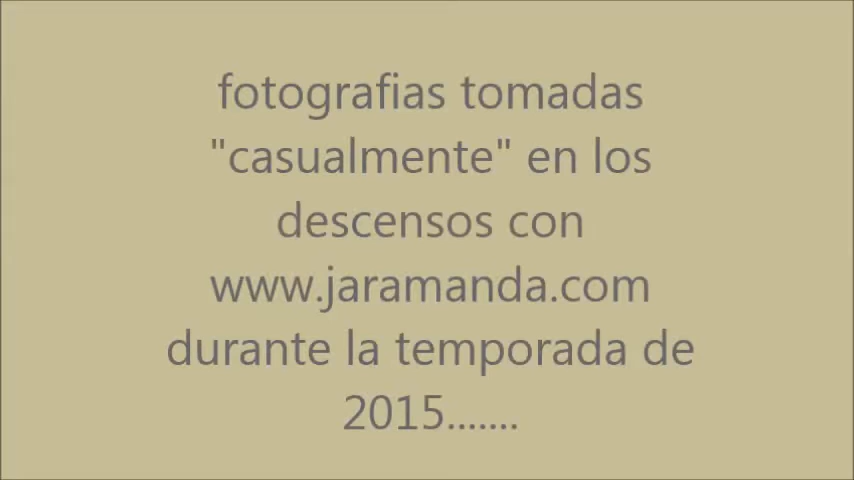 fotografias tomadas
"casualmente" en los
descensos con
www.jaramanda.com
durante la temporada de
2015.......